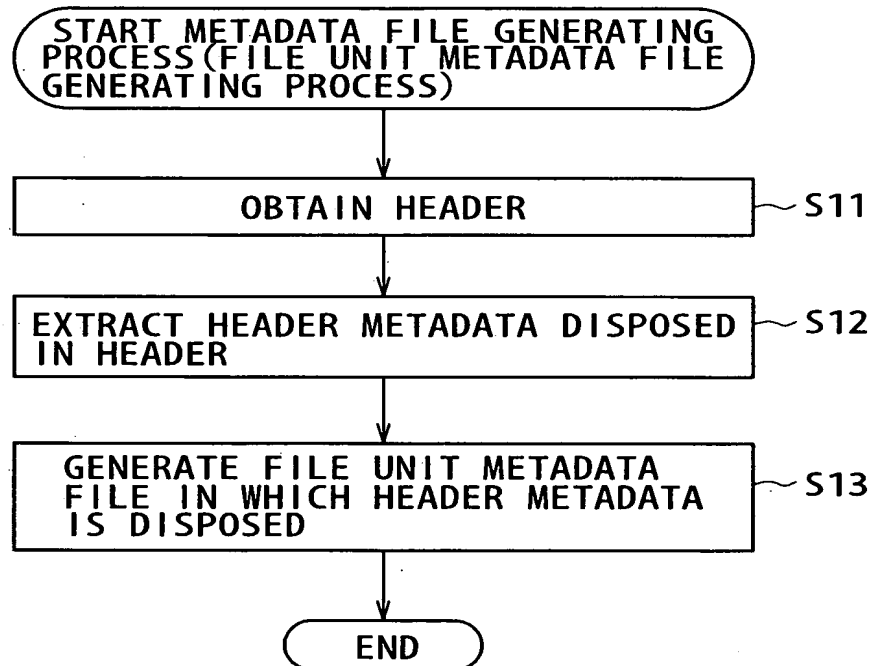 START METADATA FILE GENERATING
PROCESS(FILE UNIT METADATA FILE
GENERATING PROCESS)
OBTAIN HEADER
S11
EXTRACT HEADER METADATA DISPOSED
IN HEADER
S12
GENERATE FILE UNIT METADATA
FILE IN WHICH HEADER METADATA
IS DISPOSED
S13
END